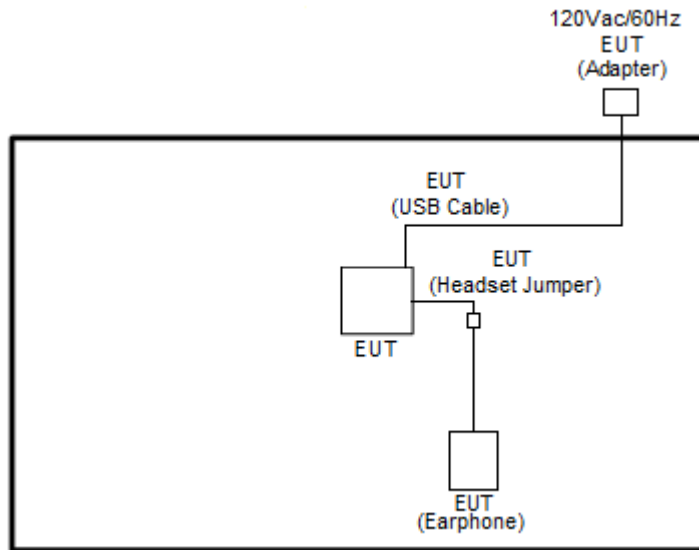 120Vac/60Hz
EUT
(Adapter)
EUT
(USB Cable)
EUT
(Headset Jumper)
EUT
EUT
(Earphone)